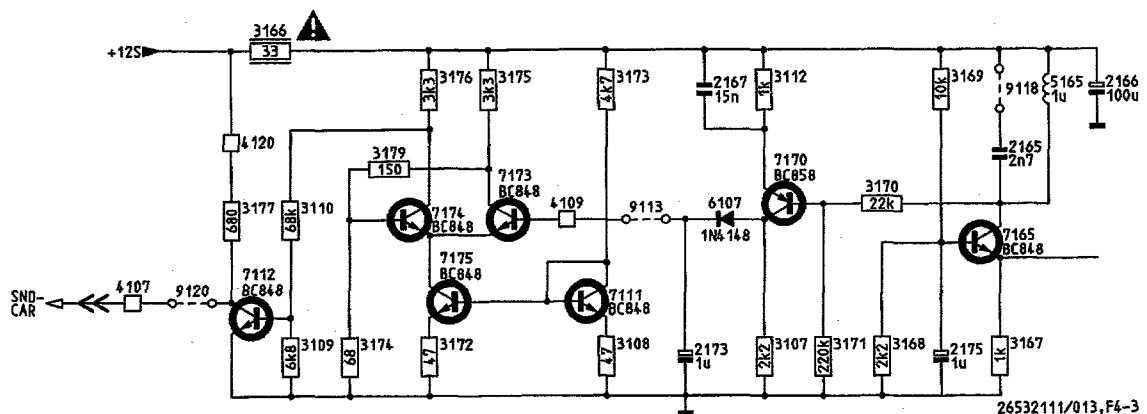 +12S
3166
33
3176
3k3
3175
3k3
3173
4k7
2167
15n
3112
1k
3169
10k
9118
5165
1u
2166
100u
4120
3179
150
7173
BC848
4109
9113
6107
1N4148
7170
BC858
3170
22k
2165
2n7
3177
680
3110
68k
7174
BC848
7165
BC848
7175
BC848
7111
BC848
SND-
CAR
4107
9120
7112
BC848
3109
6k8
3174
68
3172
47
3108
47
2173
1u
3107
2k2
3171
220k
3168
2k2
2175
1u
3167
1k
26532111/013.F4-3